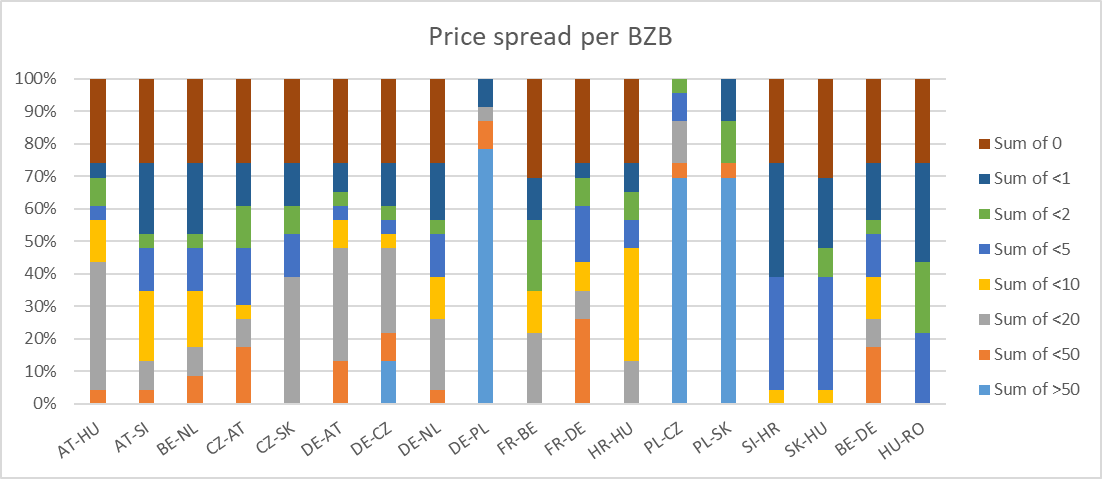 Price spread per BZB
100%
90%
80%
70%
60%
50%
40%
30%
20%
10%
0%
AT-HU
AT-SI
BE-NL
CZ-AT
CZ-SK
DE-AT
DE-CZ
DE-NL
DE-PL
FR-BE
FR-DE
HR-HU
PL-CZ
PL-SK
SI-HR
SK-HU
BE-DE
HU-RO
Sum of 0
Sum of <1
Sum of <2
Sum of <5
Sum of <10
Sum of <20
Sum of <50
Sum of >50